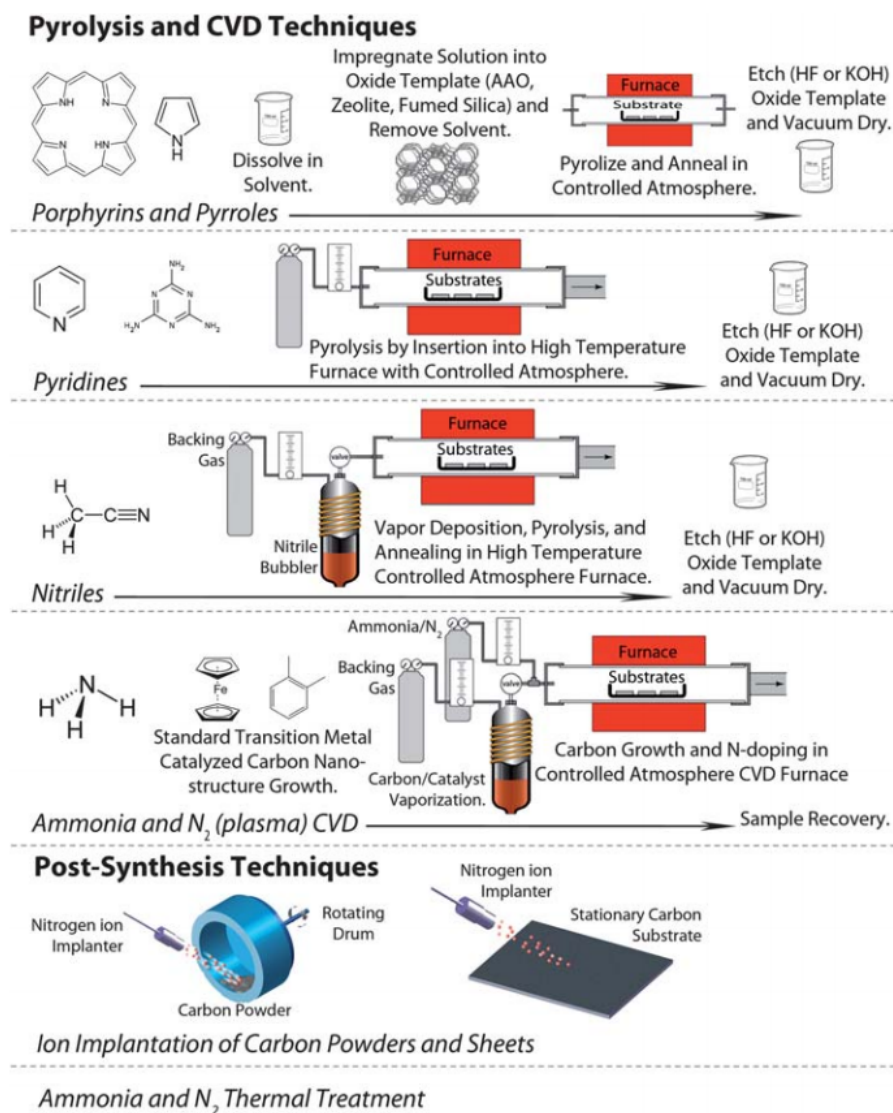 Pyrolysis and CVD Techniques
Impregnate Solution into
Oxide Template (AAO,
Zeolite, Fumed Silica) and
Remove Solvent.
Furnace
Substrate
Etch (HF or KOH)
Oxide Template
and Vacuum Dry.
NH
N
N
HN
N
H
Dissolve in
Solvent.
Pyrolize and Anneal in
Controlled Atmosphere.
Porphyrins and Pyrroles
Furnace
Substrates
N
NH₂
N
N
H₂N
N
NH₂
Pyrolysis by Insertion into High Temperature
Furnace with Controlled Atmosphere.
Etch (HF or KOH)
Oxide Template
and Vacuum Dry.
Pyridines
Backing
Gas
valve
Furnace
Substrates
H
H
H
C
C
N
Nitrile
Bubbler
Vapor Deposition, Pyrolysis, and
Annealing in High Temperature
Controlled Atmosphere Furnace.
Etch (HF or KOH)
Oxide Template
and Vacuum Dry.
Nitriles
Ammonia/N₂
Backing
Gas
valve
Furnace
Substrates
H
N
H
H
Fe
Standard Transition Metal
Catalyzed Carbon Nano-
structure Growth.
Carbon/Catalyst
Vaporization.
Carbon Growth and N-doping in
Controlled Atmosphere CVD Furnace
Ammonia and N₂ (plasma) CVD
Sample Recovery.
Post-Synthesis Techniques
Nitrogen ion
Implanter
Rotating
Drum
Carbon Powder
Nitrogen ion
Implanter
Stationary Carbon
Substrate
Ion Implantation of Carbon Powders and Sheets
Ammonia and N₂ Thermal Treatment